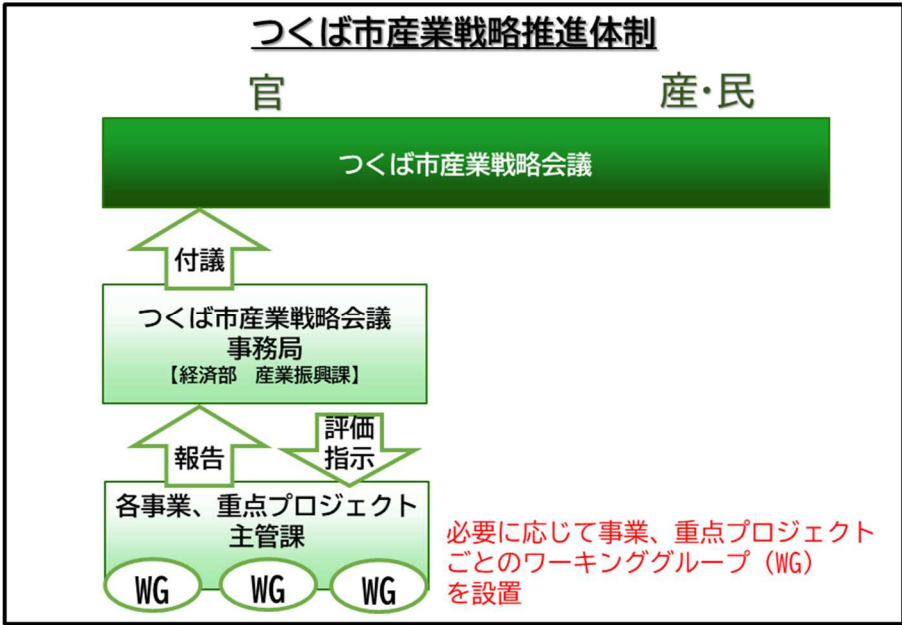 つくば市産業戦略推進体制
官
産・民
つくば市産業戦略会議
付議
つくば市産業戦略会議
事務局
【経済部　産業振興課】
報告
評価
指示
各事業、重点プロジェクト
主管課
WG
WG
WG
必要に応じて事業、重点プロジェクト
ごとのワーキンググループ（WG）
を設置